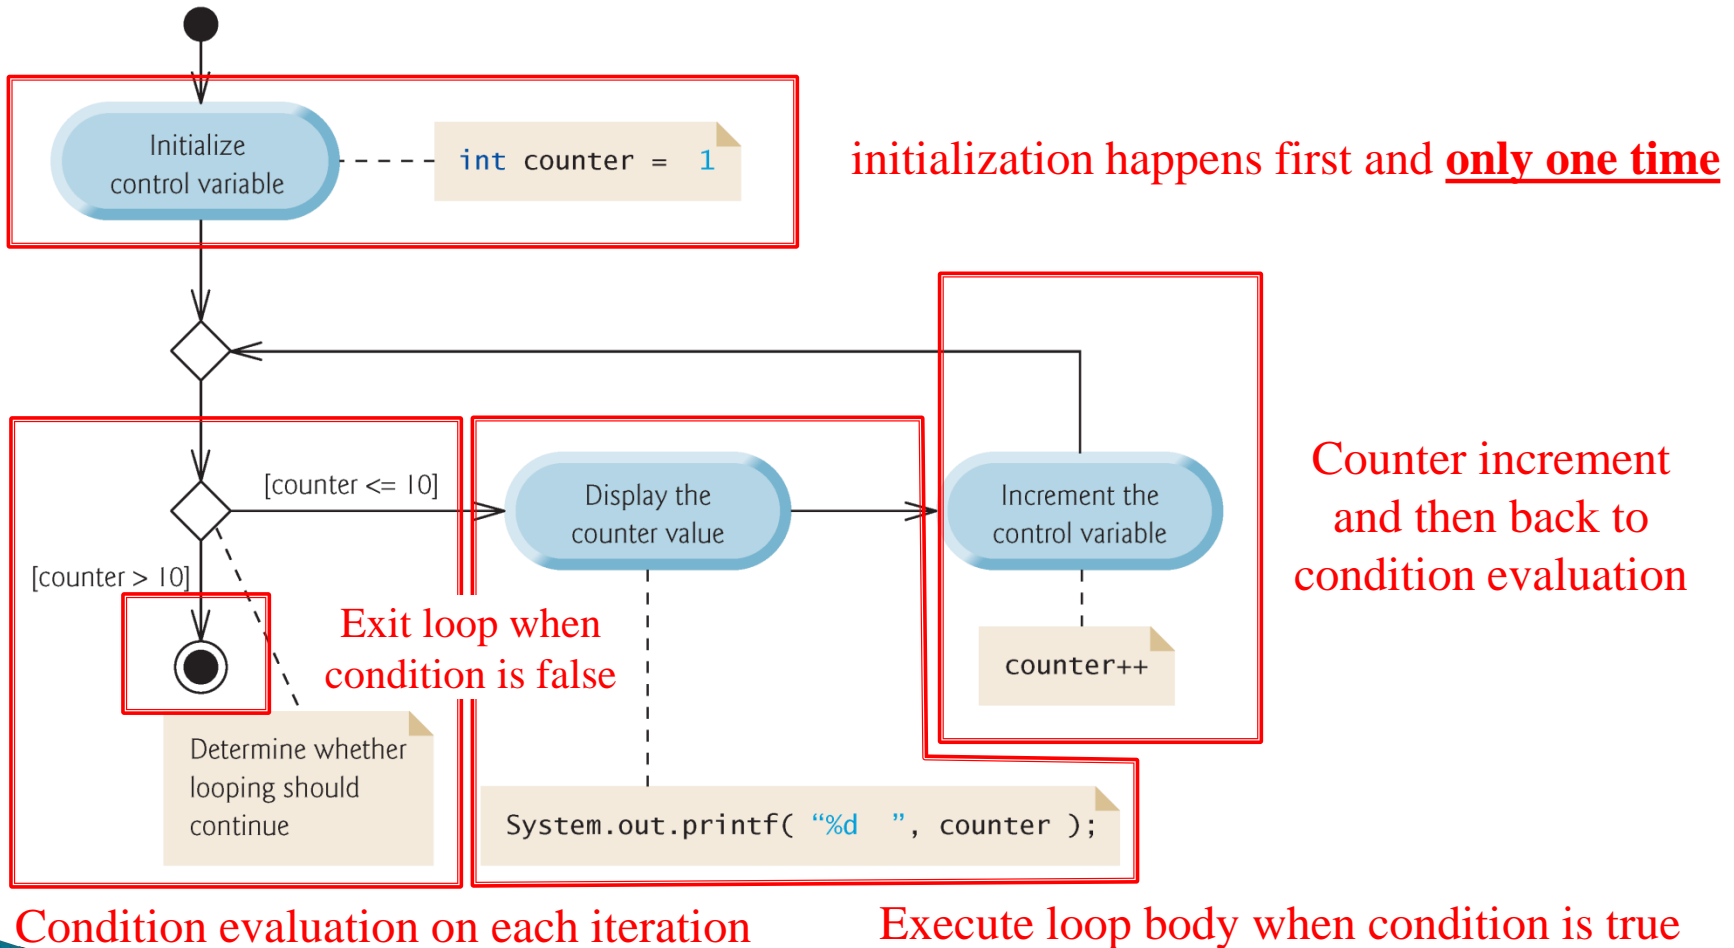 Initialize
control variable
int counter = 1
initialization happens first and only one time
[counter <= 10]
Display the
counter value
Increment the
control variable
Counter increment
and then back to
condition evaluation
[counter > 10]
Exit loop when
condition is false
counter++
Determine whether
looping should
continue
System.out.printf( “%d  ”, counter );
Condition evaluation on each iteration
Execute loop body when condition is true